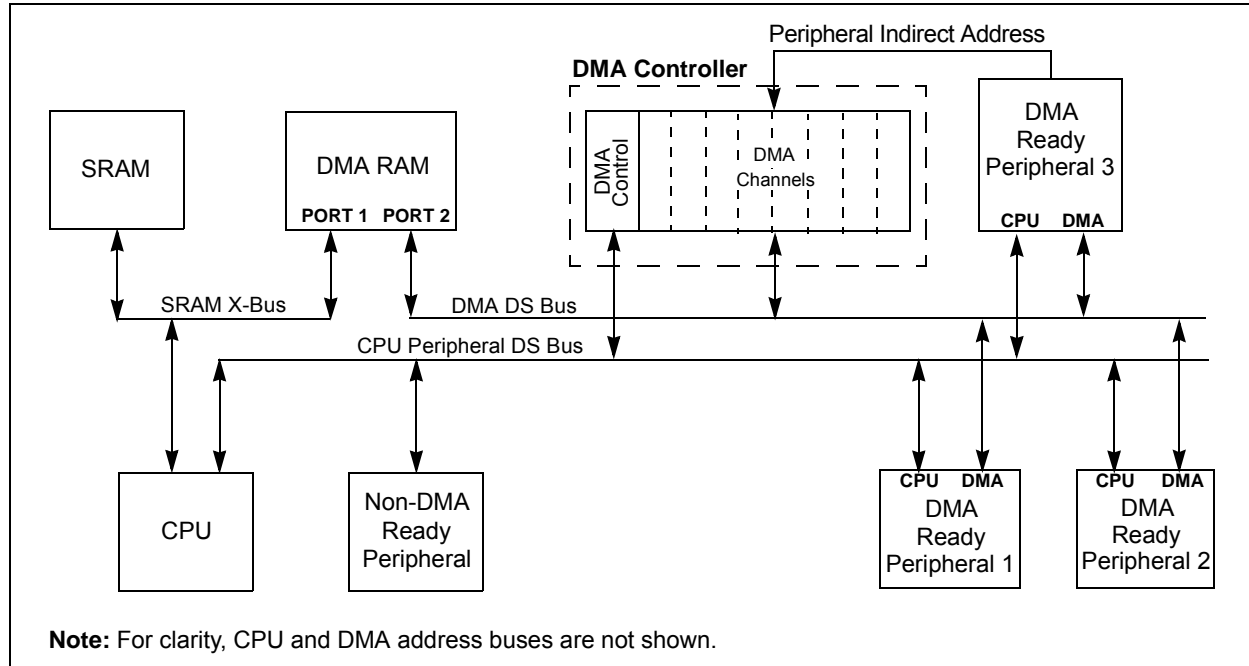 Peripheral Indirect Address
DMA Controller
SRAM
DMA RAM
PORT 1 PORT 2
DMA
Control
DMA
Channels
DMA
Ready
Peripheral 3
CPU DMA
SRAM X-Bus
DMA DS Bus
CPU Peripheral DS Bus
CPU
Non-DMA
Ready
Peripheral
CPU DMA
DMA
Ready
Peripheral 1
CPU DMA
DMA
Ready
Peripheral 2
Note: For clarity, CPU and DMA address buses are not shown.